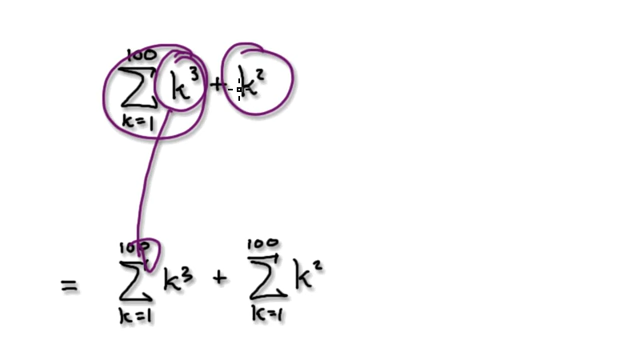 100
∑ k³ + k²
k=1
100 100
= ∑ k³ + ∑ k²
k=1 k=1